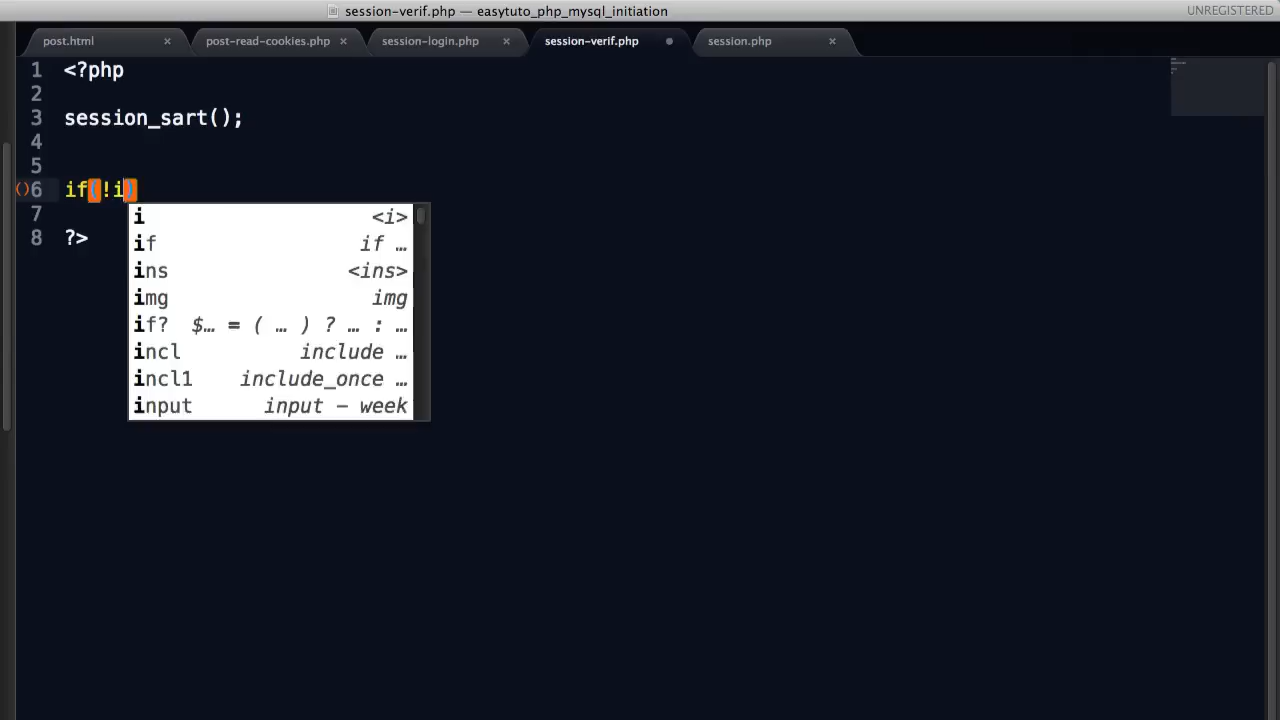 session-verif.php — easytuto_php_mysql_initiation
UNREGISTERED
post.html × post-read-cookies.php × session-login.php × session-verif.php session.php ×
1 <?php
2
3 session_sart();
4
5
()6 if(!i)
7
8 ?>
i <i>
if if …
ins <ins>
img img
if? $… = ( … ) ? … : …
incl include …
incl1 include_once …
input input – week